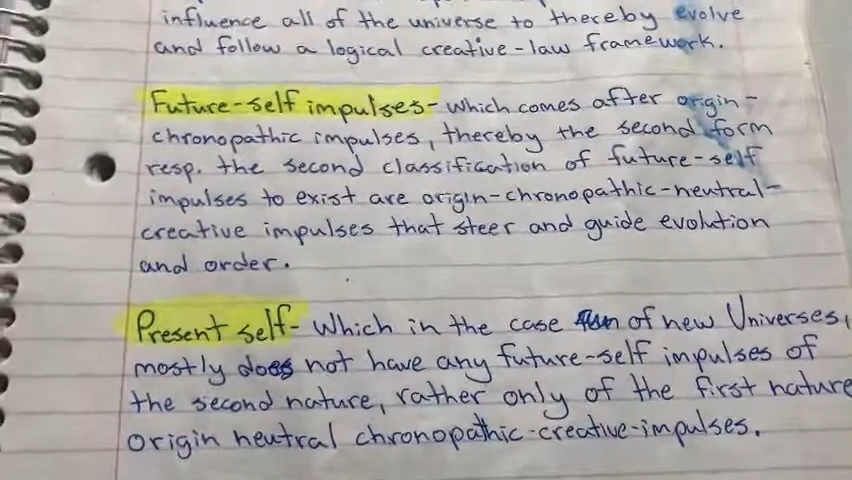 influence all of the universe to thereby evolve
and follow a logical creative-law framework.
Future-self impulses- which comes after origin-
chronopathic impulses, thereby the second form
resp. the second classification of future-self
impulses to exist are origin-chronopathic-neutral-
creative impulses that steer and guide evolution
and order.
Present self- Which in the case of new Universes,
mostly does not have any future-self impulses of
the second nature, rather only of the first nature
origin neutral chronopathic-creative-impulses.